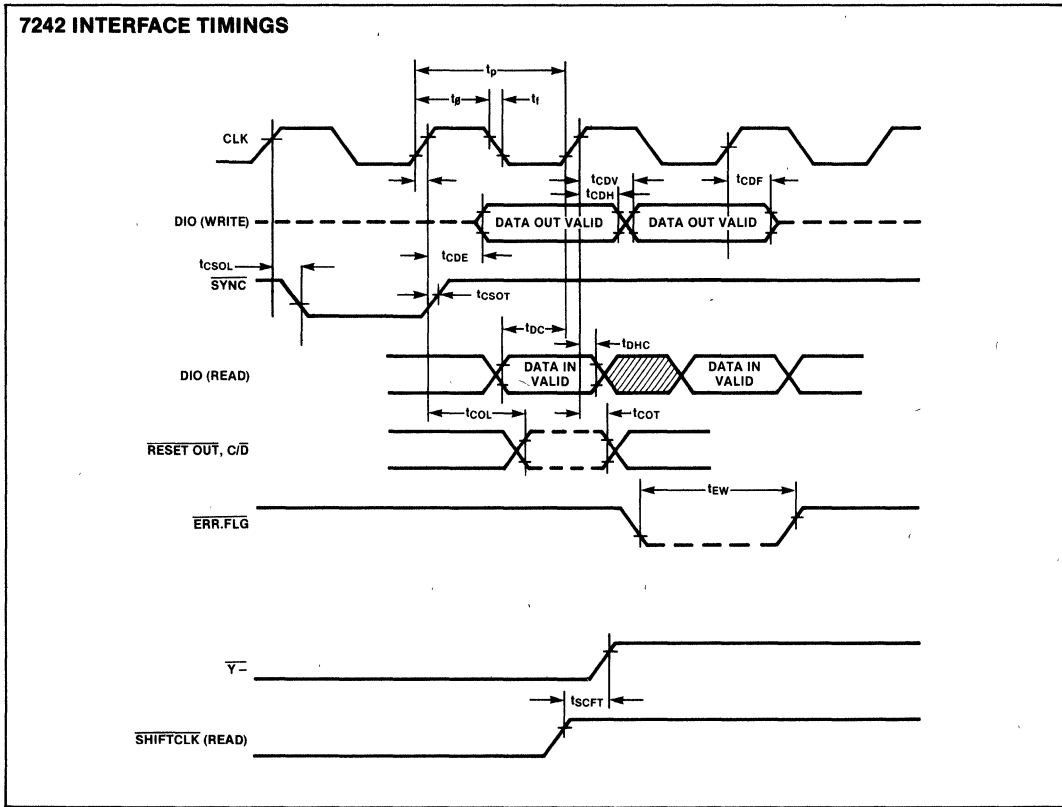 7242 INTERFACE TIMINGS
tp
tø
tf
CLK
tCDV
tCDH
tCDF
DIO (WRITE)
DATA OUT VALID
DATA OUT VALID
tCDE
tCSOL
SYNC
tCSOT
tDC
tDHC
DIO (READ)
DATA IN VALID
DATA IN VALID
tCOL
tCOT
RESET OUT, C/D
tEW
ERR.FLG
Y–
tSCFT
SHIFTCLK (READ)